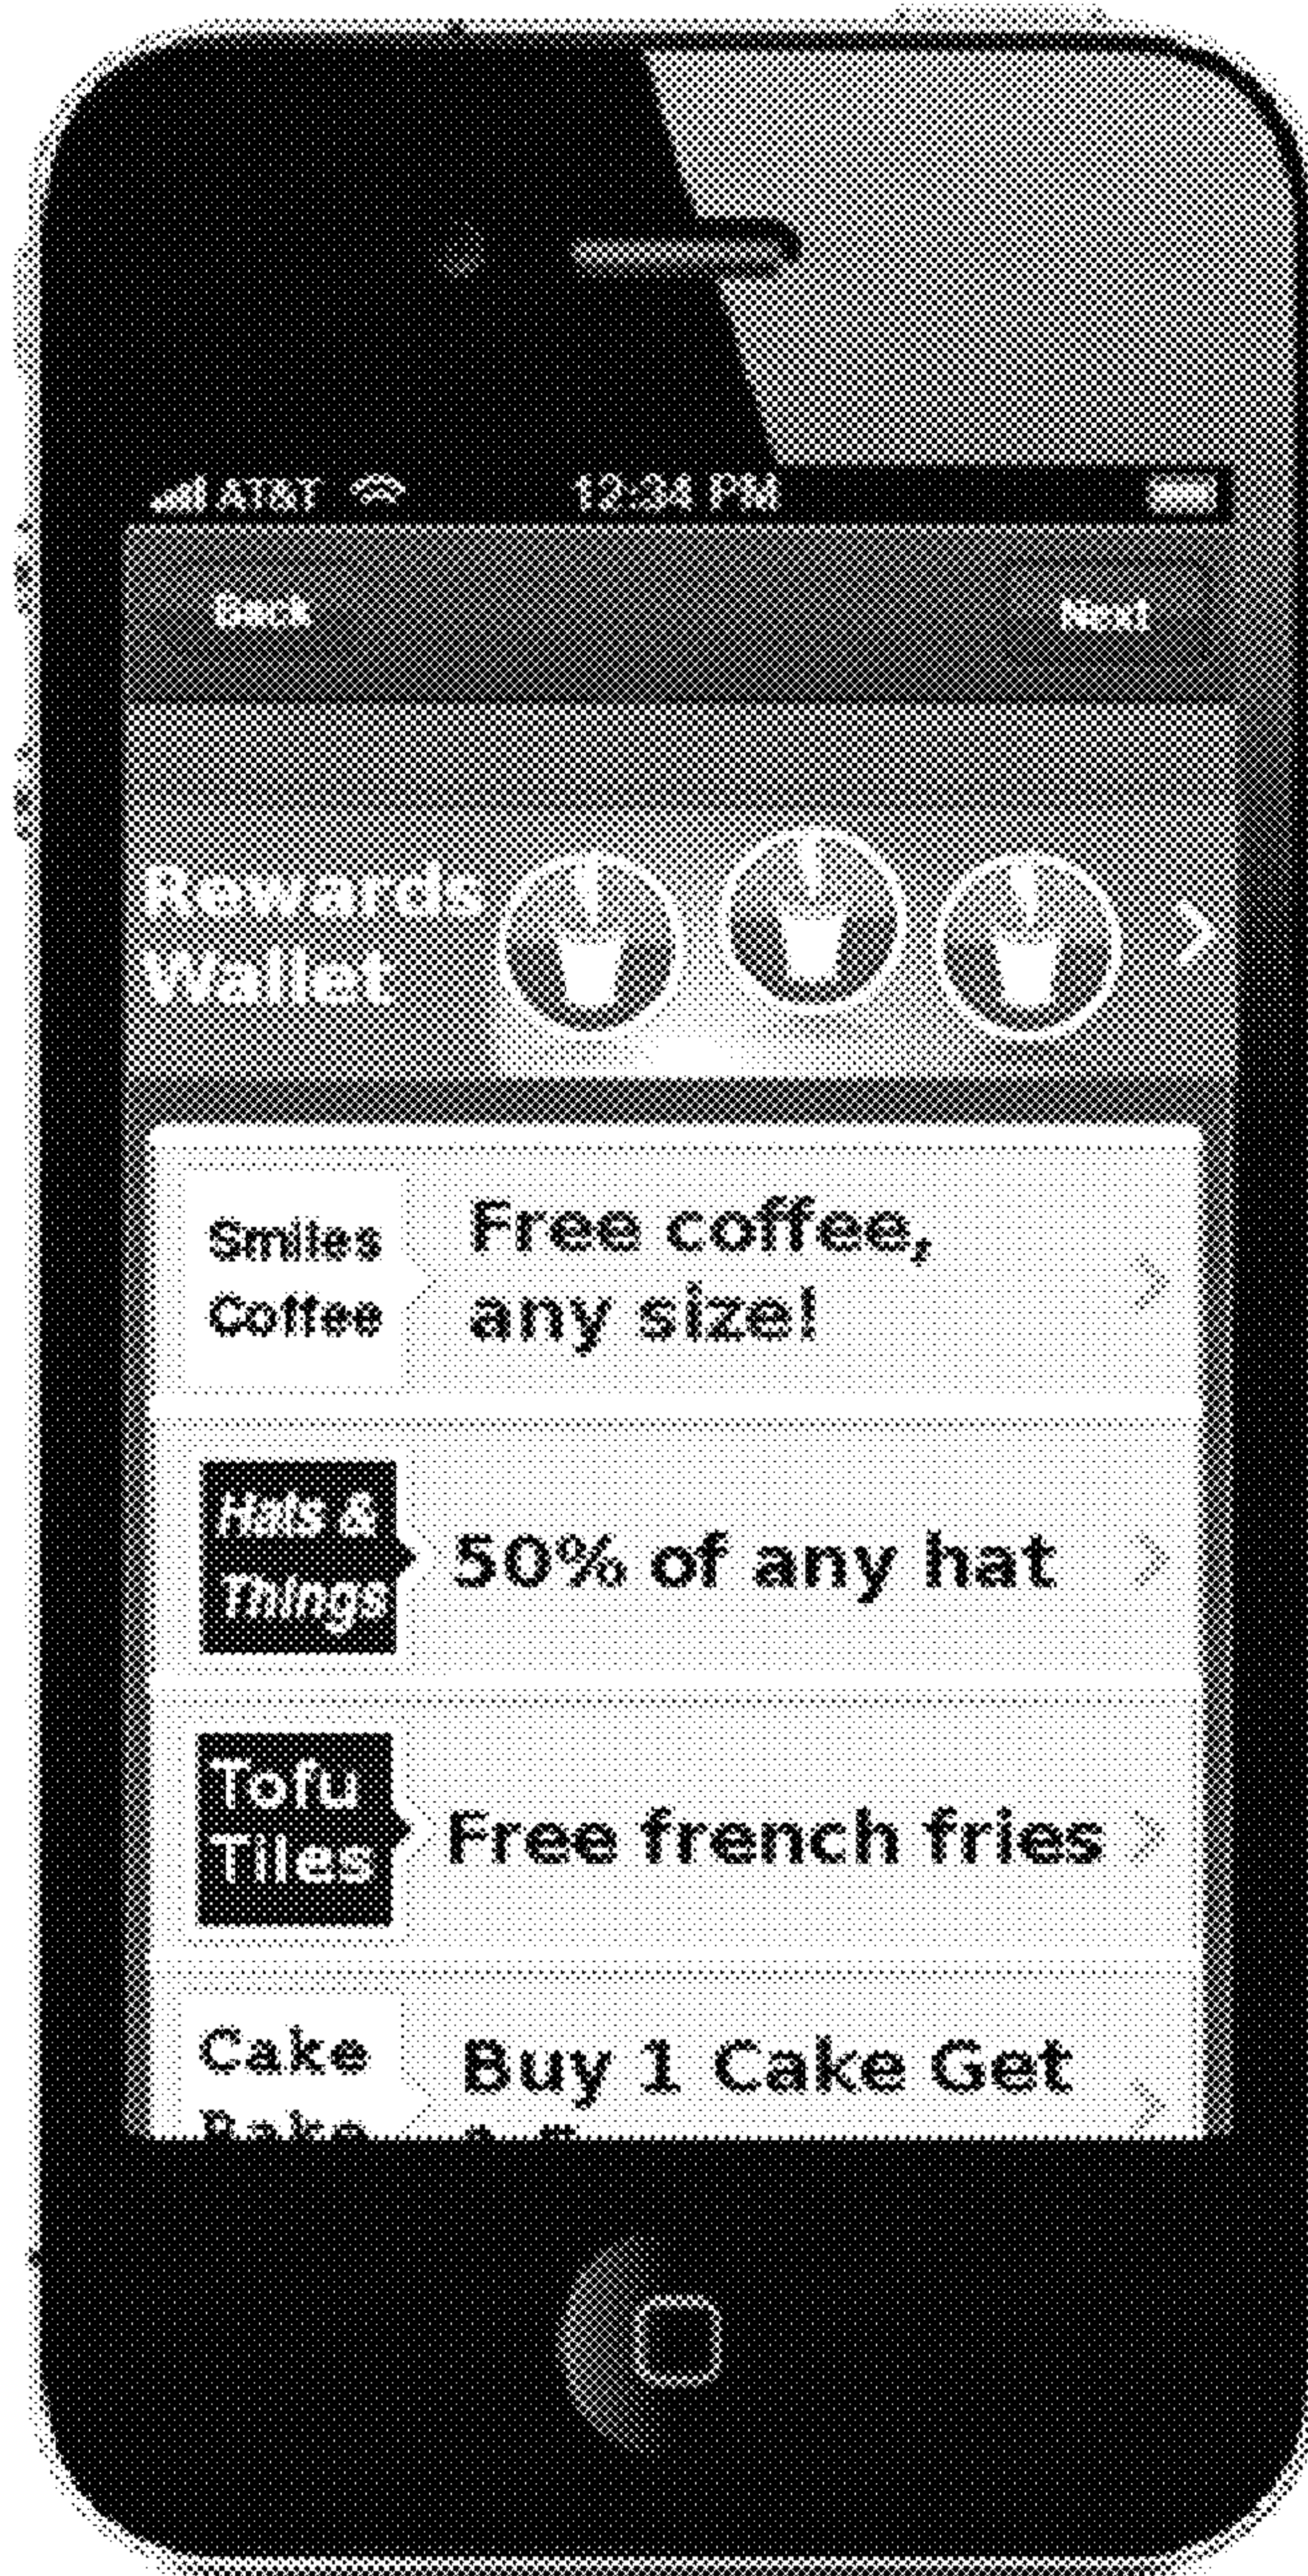 AT&T 12:34 PM
Back Next
Rewards
Wallet
Smiles
Coffee
Free coffee,
any size!
Hats &
Things
50% of any hat
Tofu
Tiles
Free french fries
Cake
Bake
Buy 1 Cake Get